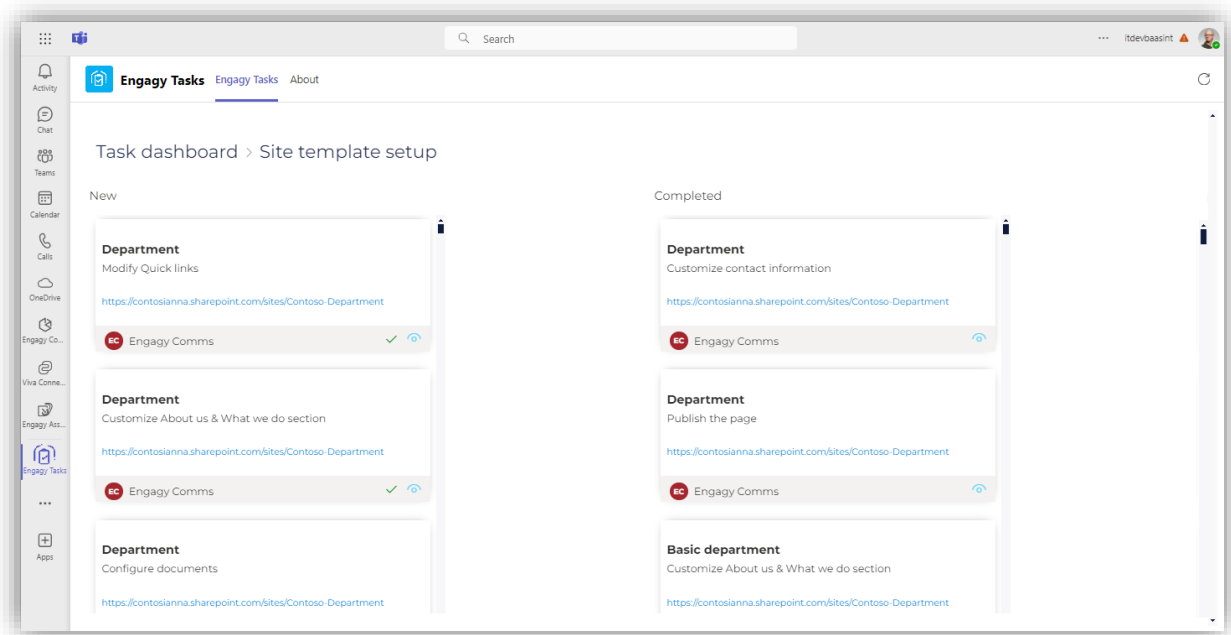 Search
itdevbaasint
Activity
Chat
Teams
Calendar
Calls
OneDrive
Engagy Co...
Viva Conne...
Engagy Ass...
Engagy Tasks
Apps
Engagy Tasks Engagy Tasks About
Task dashboard > Site template setup
New
Department
Modify Quick links
https://contosianna.sharepoint.com/sites/Contoso-Department
EC Engagy Comms
Department
Customize About us & What we do section
https://contosianna.sharepoint.com/sites/Contoso-Department
EC Engagy Comms
Department
Configure documents
https://contosianna.sharepoint.com/sites/Contoso-Department
Completed
Department
Customize contact information
https://contosianna.sharepoint.com/sites/Contoso-Department
EC Engagy Comms
Department
Publish the page
https://contosianna.sharepoint.com/sites/Contoso-Department
EC Engagy Comms
Basic department
Customize About us & What we do section
https://contosianna.sharepoint.com/sites/Contoso-Department